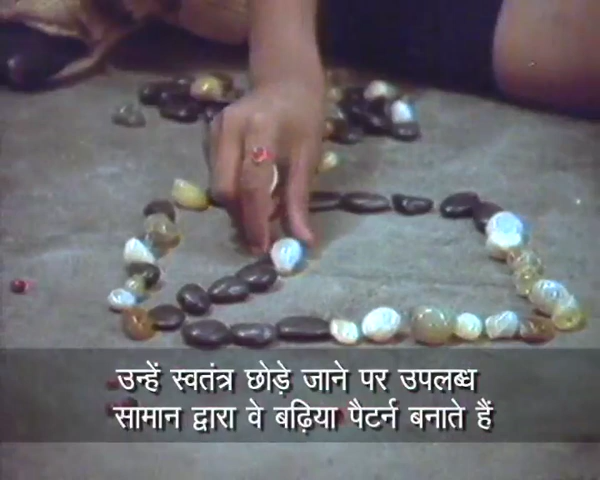 उन्हें स्वतंत्र छोड़े जाने पर उपलब्ध
सामान द्वारा वे बढ़िया पैटर्न बनाते हैं